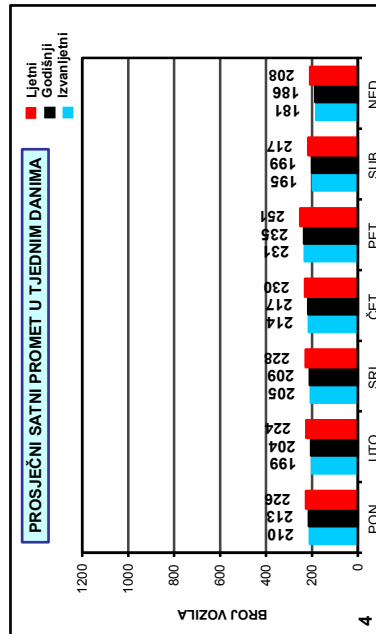 PROSJEČNI SATNI PROMET U TJEDNIM DANIMA
Ljetni
Godišnji
Izvanljetni
BROJ VOZILA
1200
1000
800
600
400
200
0
210 213 226
199 204 224
205 209 228
214 217 230
231 235 251
195 199 217
181 186 208
PON UTO SRI ČET PET SUB NED
4